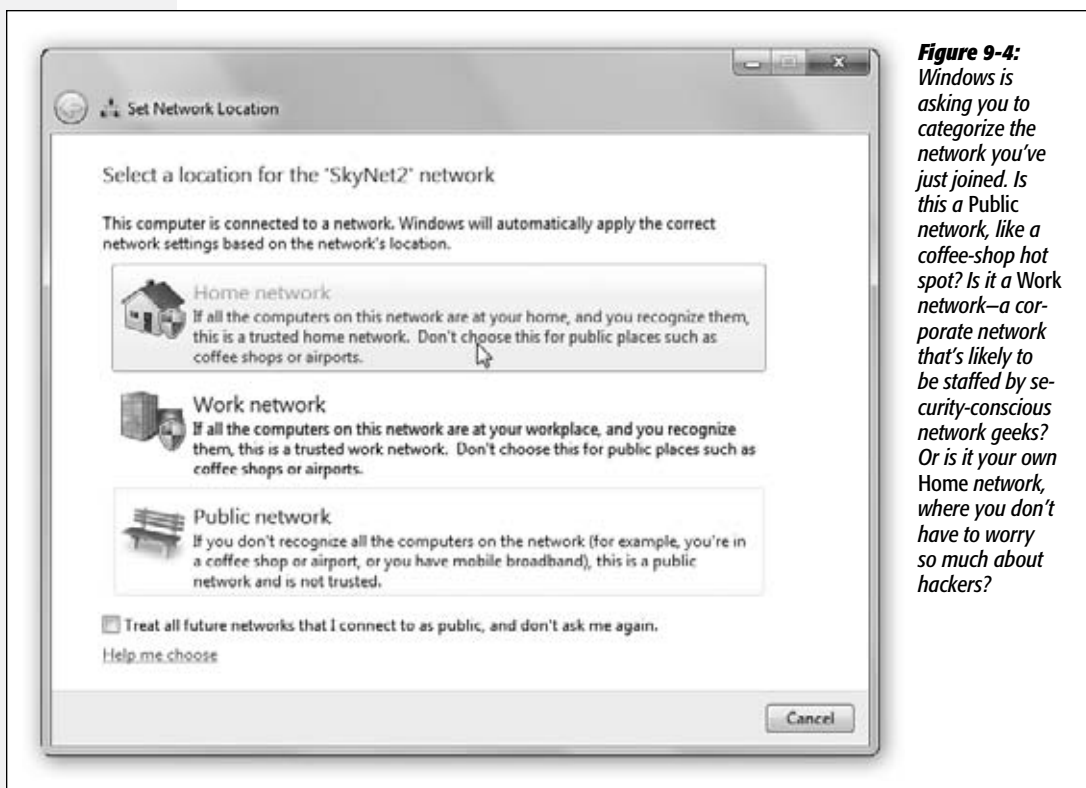 Set Network Location
Select a location for the "SkyNet2" network
This computer is connected to a network. Windows will automatically apply the correct
network settings based on the network's location.
Home network
If all the computers on this network are at your home, and you recognize them,
this is a trusted home network. Don't choose this for public places such as
coffee shops or airports.
Work network
If all the computers on this network are at your workplace, and you recognize
them, this is a trusted work network. Don't choose this for public places such as
coffee shops or airports.
Public network
If you don't recognize all the computers on the network (for example, you're in
a coffee shop or airport, or you have mobile broadband), this is a public
network and is not trusted.
Treat all future networks that I connect to as public, and don't ask me again.
Help me choose
Cancel
Figure 9-4:
Windows is
asking you to
categorize the
network you've
just joined. Is
this a Public
network, like a
coffee-shop hot
spot? Is it a Work
network—a cor-
porate network
that's likely to
be staffed by se-
curity-conscious
network geeks?
Or is it your own
Home network,
where you don't
have to worry
so much about
hackers?